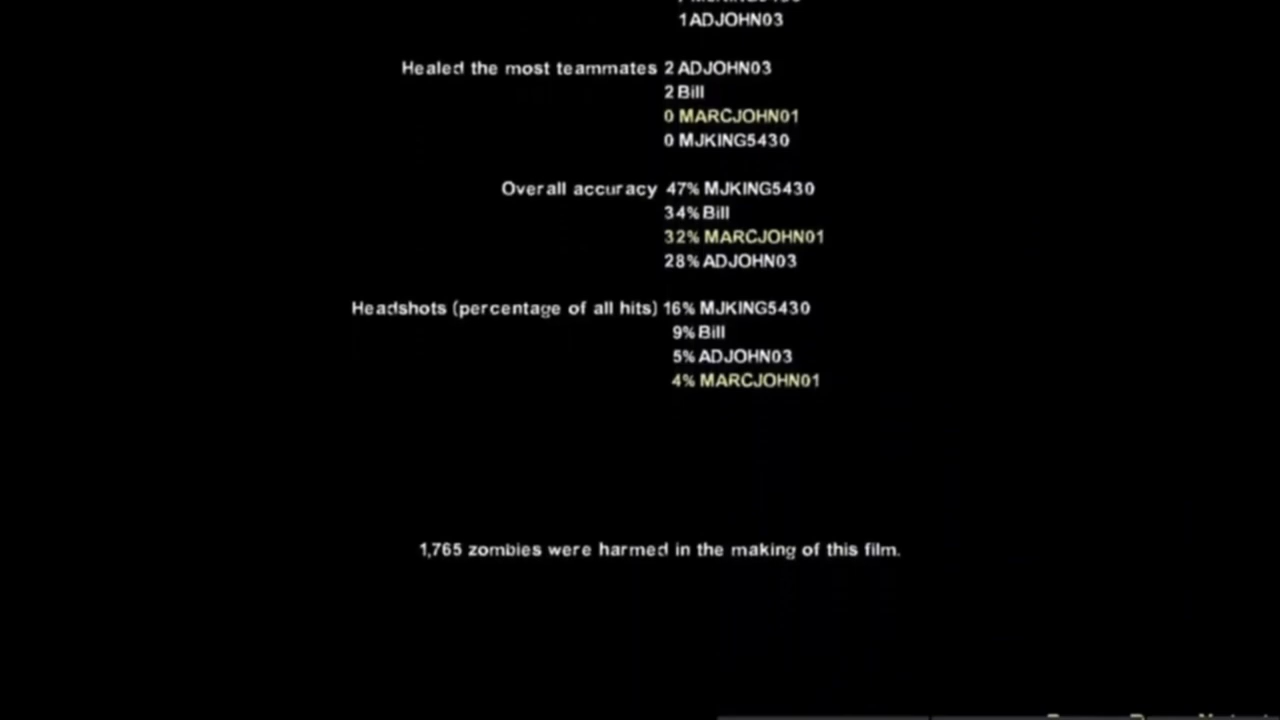 1 ADJOHN03
Healed the most teammates 2 ADJOHN03
2 Bill
0 MARCJOHN01
0 MJKING5430
Overall accuracy 47% MJKING5430
34% Bill
32% MARCJOHN01
28% ADJOHN03
Headshots (percentage of all hits) 16% MJKING5430
9% Bill
5% ADJOHN03
4% MARCJOHN01
1,765 zombies were harmed in the making of this film.